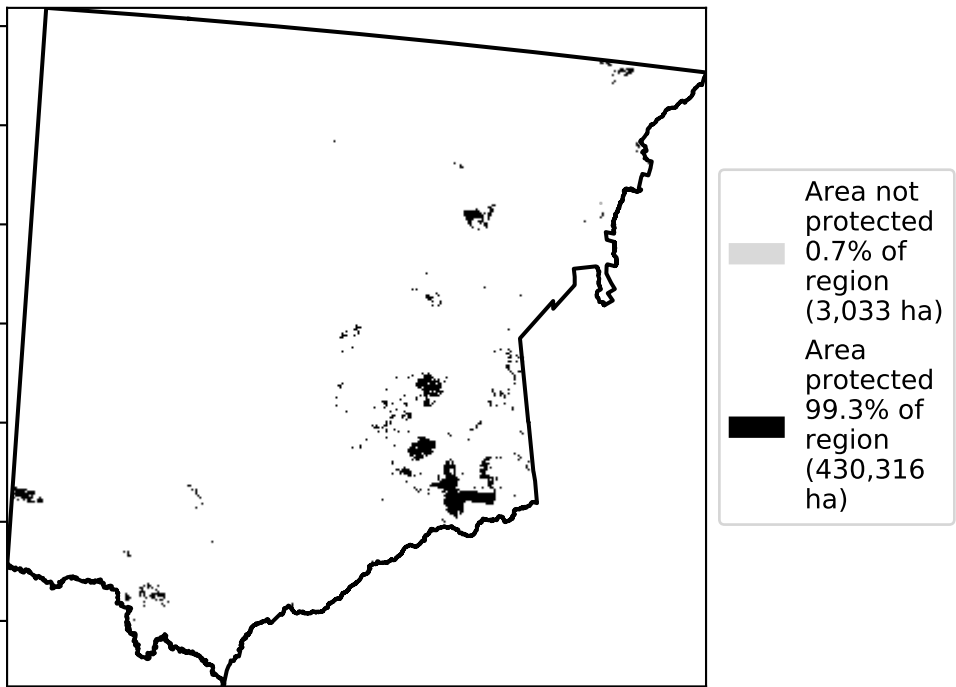 Area not
protected
0.7% of
region
(3,033 ha)
Area
protected
99.3% of
region
(430,316
ha)